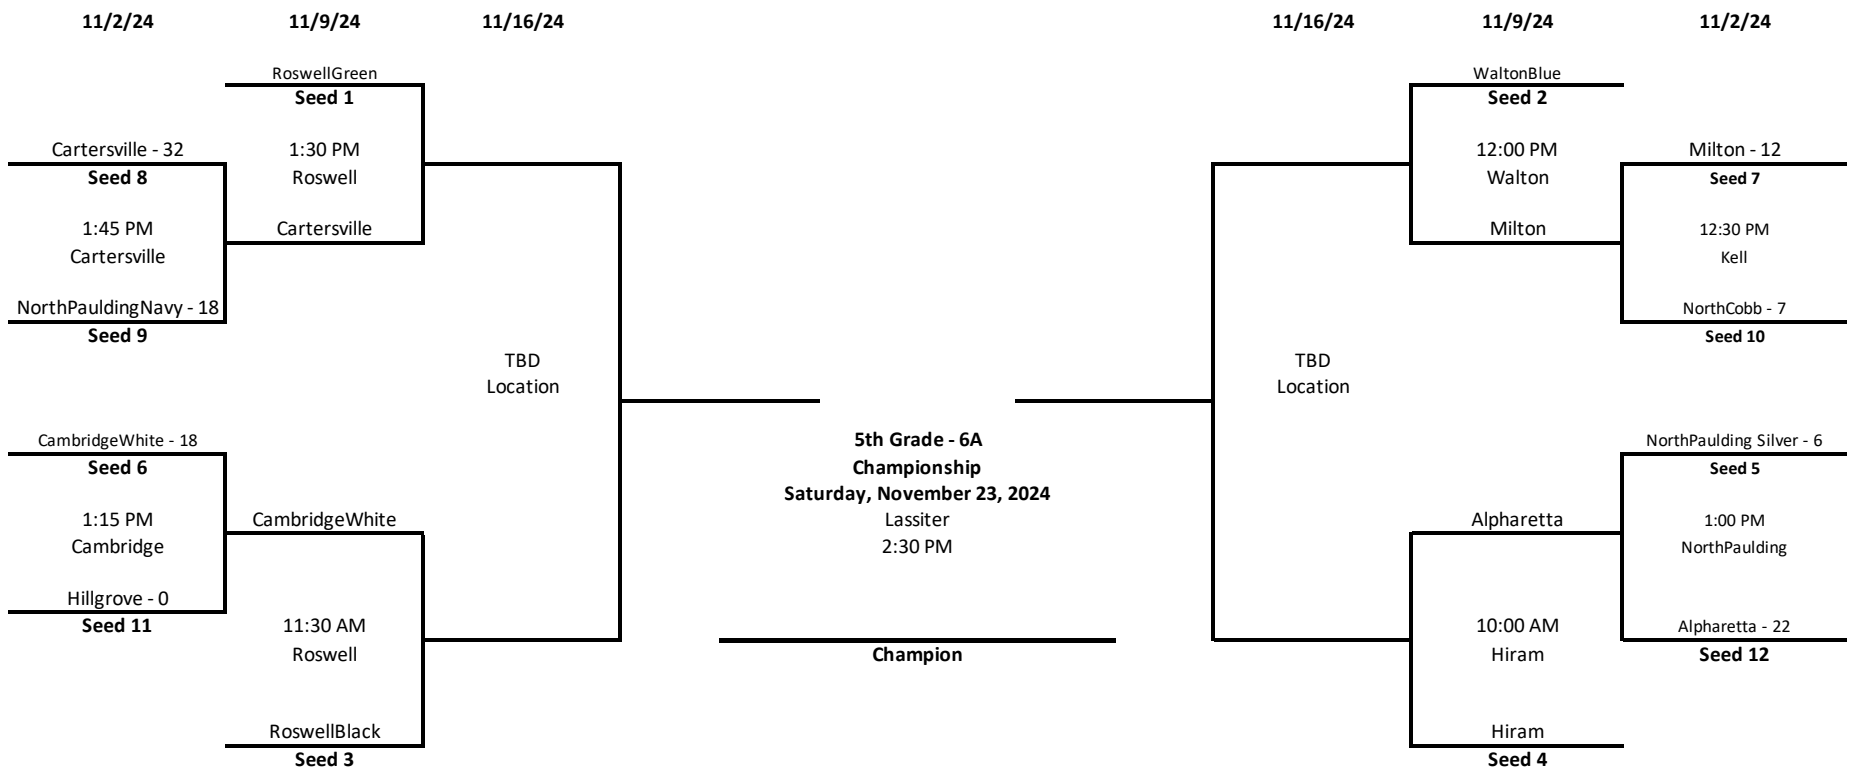 11/2/24 11/9/24 11/16/24 11/16/24 11/9/24 11/2/24
RoswellGreen WaltonBlue
Seed 1 Seed 2
Cartersville - 32 1:30 PM 12:00 PM Milton - 12
Seed 8 Roswell Walton Seed 7
1:45 PM Cartersville Milton 12:30 PM
Cartersville Kell
NorthPauldingNavy - 18 NorthCobb - 7
Seed 9 Seed 10
TBD TBD
Location Location
CambridgeWhite - 18 5th Grade - 6A NorthPaulding Silver - 6
Seed 6 Championship Seed 5
Saturday, November 23, 2024
1:15 PM CambridgeWhite Lassiter Alpharetta 1:00 PM
Cambridge 2:30 PM NorthPaulding
Hillgrove - 0
Seed 11 11:30 AM 10:00 AM Alpharetta - 22
Roswell Champion Hiram Seed 12
RoswellBlack Hiram
Seed 3 Seed 4